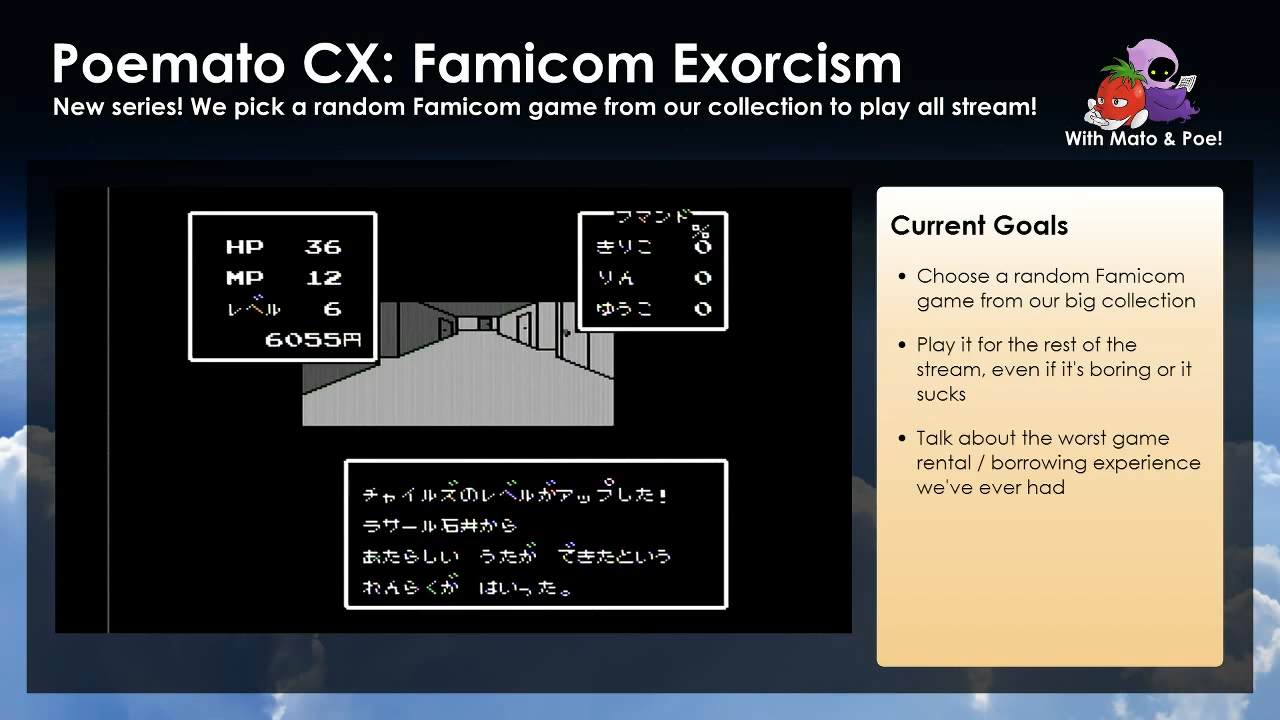 Poemato CX: Famicom Exorcism
New series! We pick a random Famicom game from our collection to play all stream!
With Mato & Poe!
HP 36
MP 12
レベル 6
6055円
%
きりこ 0
りん 0
ゆうこ 0
チャイルズのレベルがアップした!
ラサール石井から
あたらしい うたが できたという
れんらくが はいった。
Current Goals
• Choose a random Famicom
game from our big collection
• Play it for the rest of the
stream, even if it's boring or it
sucks
• Talk about the worst game
rental / borrowing experience
we've ever had